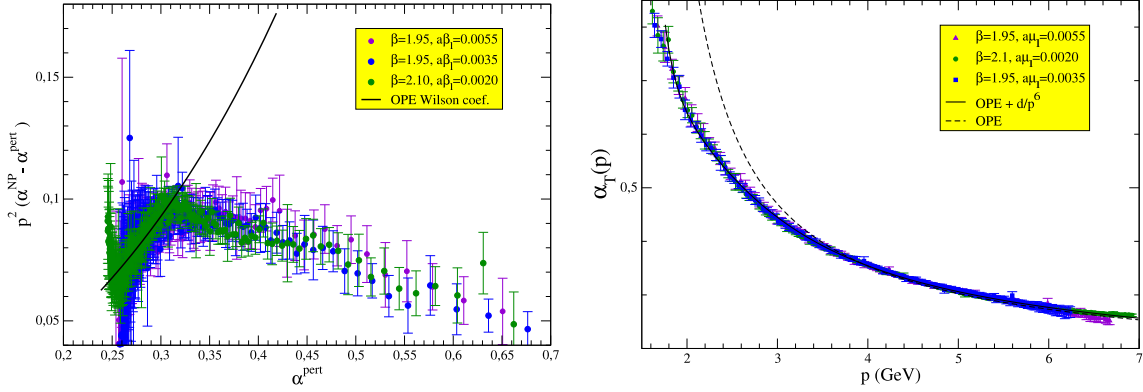 β=1.95, aβ_l=0.0055
β=1.95, aβ_l=0.0035
β=2.10, aβ_l=0.0020
OPE Wilson coef.
p² (α^NP - α^pert)
0,15
0,1
0,05
0,2 0,25 0,3 0,35 0,4 0,45 0,5 0,55 0,6 0,65 0,7
α^pert
β=1.95, aμ_l=0.0055
β=2.1, aμ_l=0.0020
β=1.95, aμ_l=0.0035
OPE + d/p⁶
OPE
α_T(p)
0,5
2 3 4 5 6 7
p (GeV)